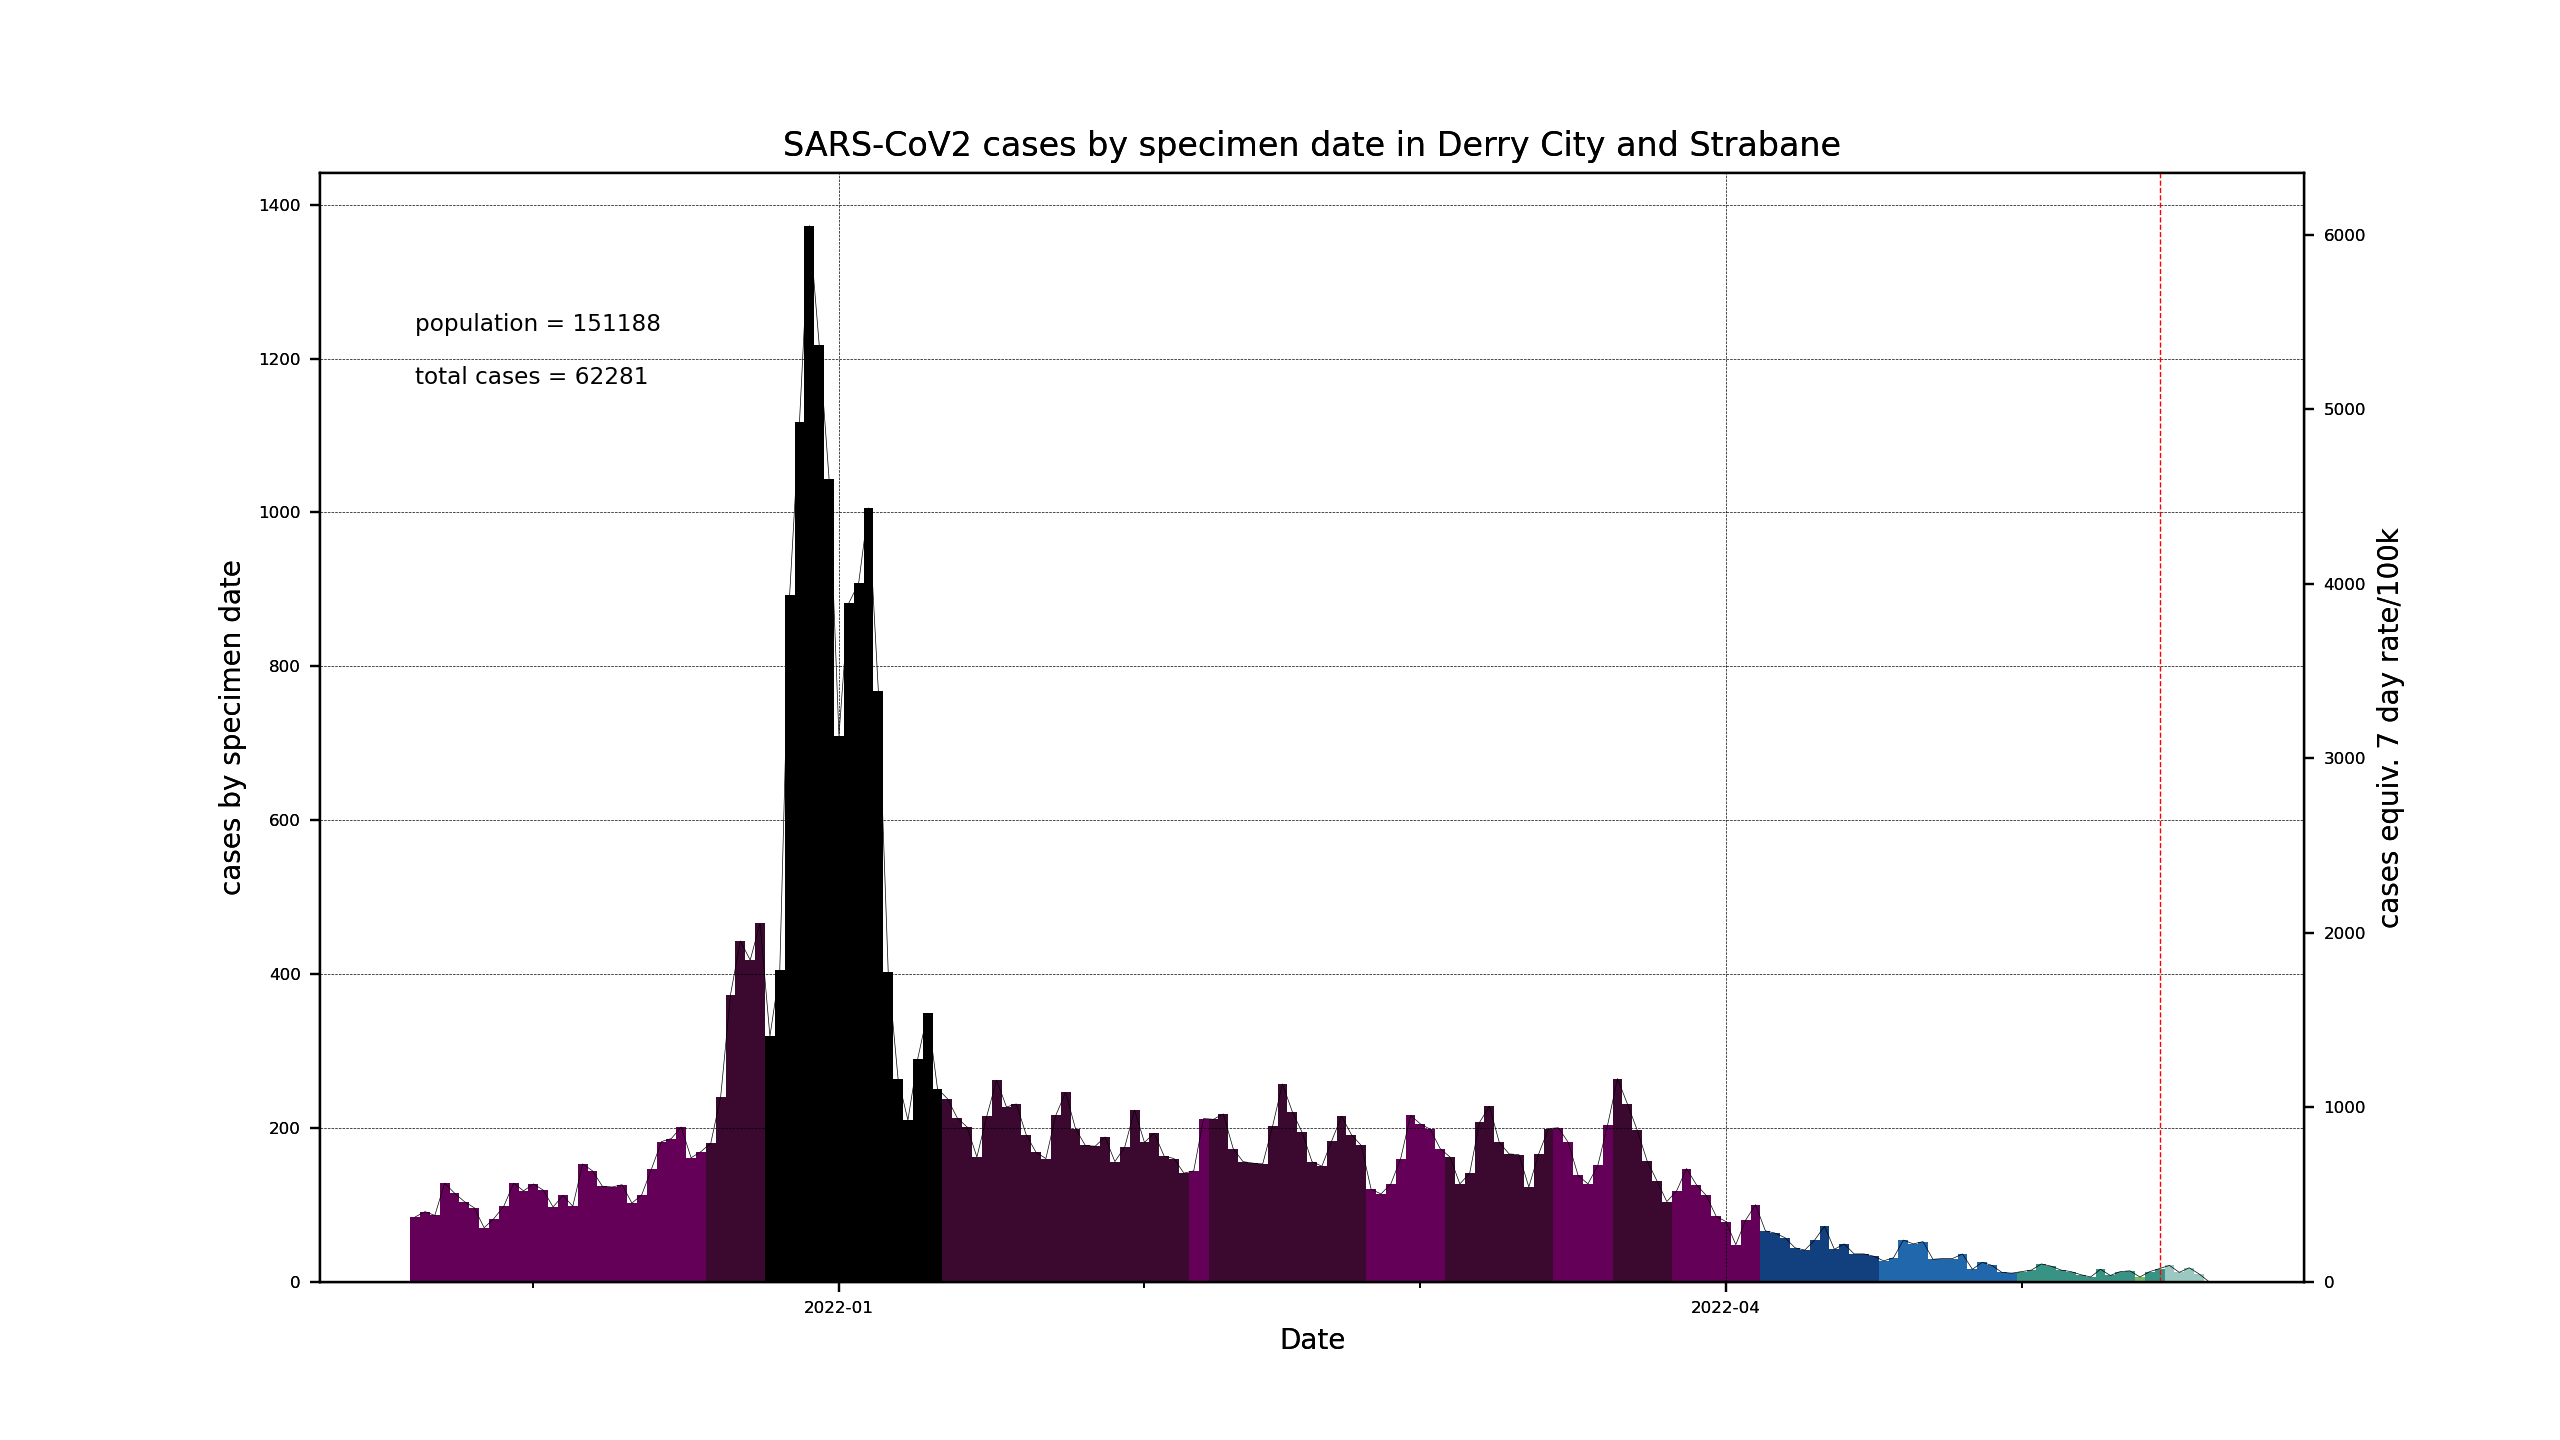 SARS-CoV2 cases by specimen date in Derry City and Strabane
1400
1200
1000
800
600
400
200
0
cases by specimen date
population = 151188
total cases = 62281
6000
5000
4000
3000
2000
1000
0
cases equiv. 7 day rate/100k
2022-01
2022-04
Date